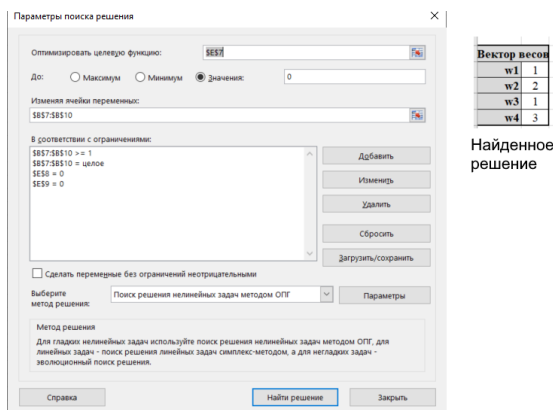 Параметры поиска решения
Оптимизировать целевую функцию:
$E$7
До:
Максимум
Минимум
Значения:
0
Изменяя ячейки переменных:
$B$7:$B$10
В соответствии с ограничениями:
$B$7:$B$10 >= 1
$B$7:$B$10 = целое
$E$8 = 0
$E$9 = 0
Добавить
Изменить
Удалить
Сбросить
Загрузить/сохранить
Сделать переменные без ограничений неотрицательными
Выберите
метод решения:
Поиск решения нелинейных задач методом ОПГ
Параметры
Метод решения
Для гладких нелинейных задач используйте поиск решения нелинейных задач методом ОПГ, для
линейных задач - поиск решения линейных задач симплекс-методом, а для негладких задач -
эволюционный поиск решения.
Справка
Найти решение
Закрыть
Вектор весов
w1 1
w2 2
w3 1
w4 3
Найденное
решение